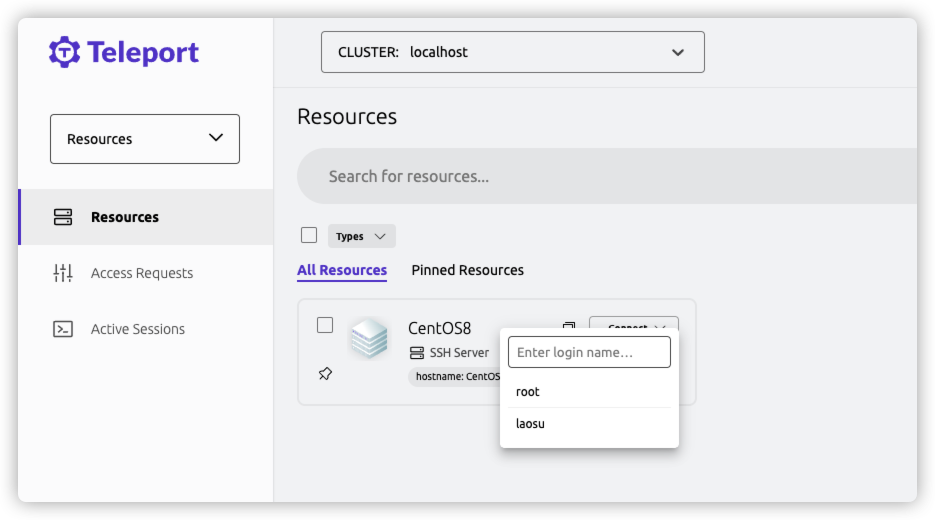 Teleport
CLUSTER: localhost
Resources
Resources
Search for resources...
Resources
Types
Access Requests
All Resources Pinned Resources
Active Sessions
CentOS8
Connect
SSH Server
Enter login name...
hostname: CentOS
root
laosu